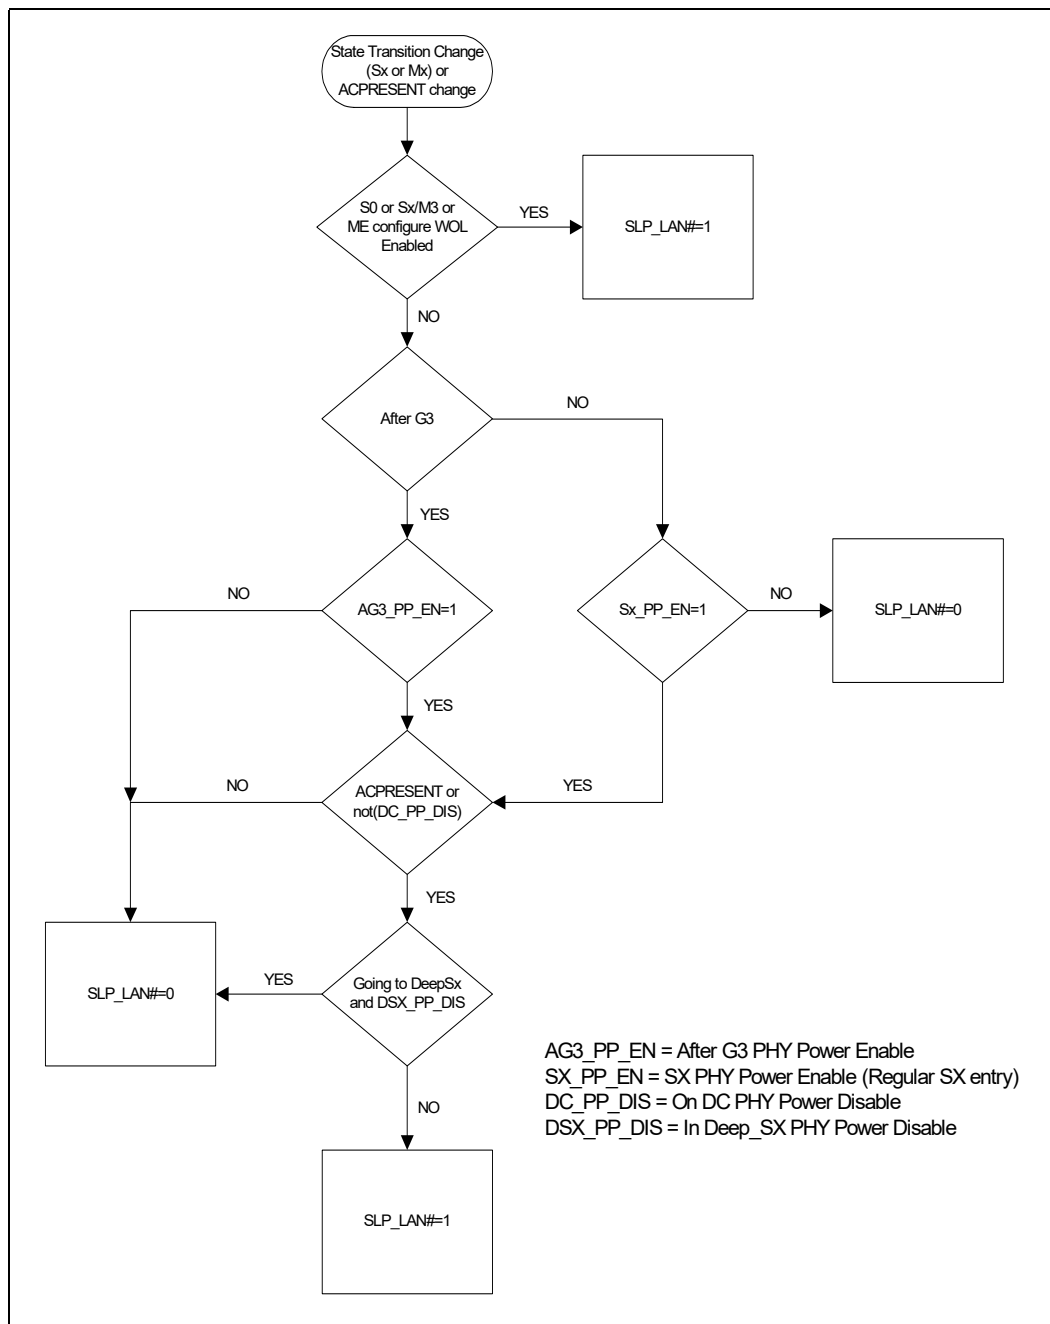 State Transition Change
(Sx or Mx) or
ACPRESENT change
S0 or Sx/M3 or
ME configure WOL
Enabled
YES
SLP_LAN#=1
NO
After G3
NO
YES
NO
AG3_PP_EN=1
Sx_PP_EN=1
NO
SLP_LAN#=0
YES
NO
ACPRESENT or
not(DC_PP_DIS)
YES
YES
SLP_LAN#=0
YES
Going to DeepSx
and DSX_PP_DIS
NO
AG3_PP_EN = After G3 PHY Power Enable
SX_PP_EN = SX PHY Power Enable (Regular SX entry)
DC_PP_DIS = On DC PHY Power Disable
DSX_PP_DIS = In Deep_SX PHY Power Disable
SLP_LAN#=1